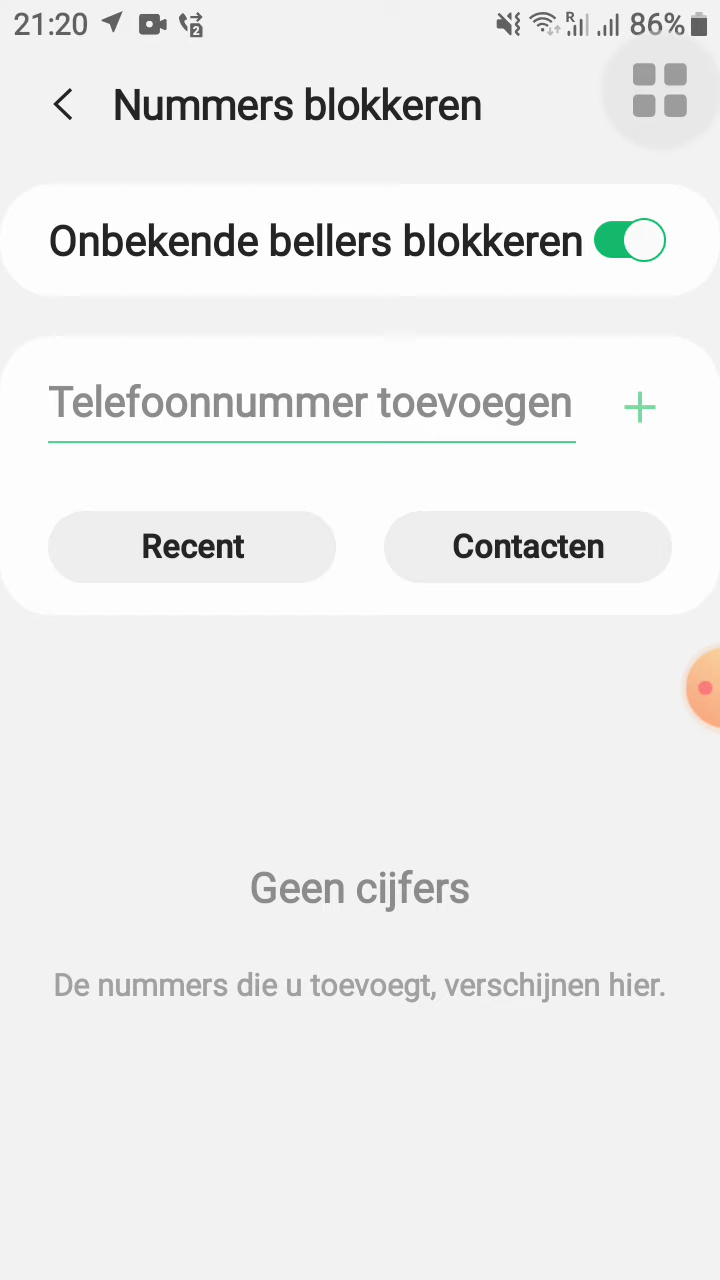 21:20
R
86%
Nummers blokkeren
Onbekende bellers blokkeren
Telefoonnummer toevoegen
Recent
Contacten
Geen cijfers
De nummers die u toevoegt, verschijnen hier.